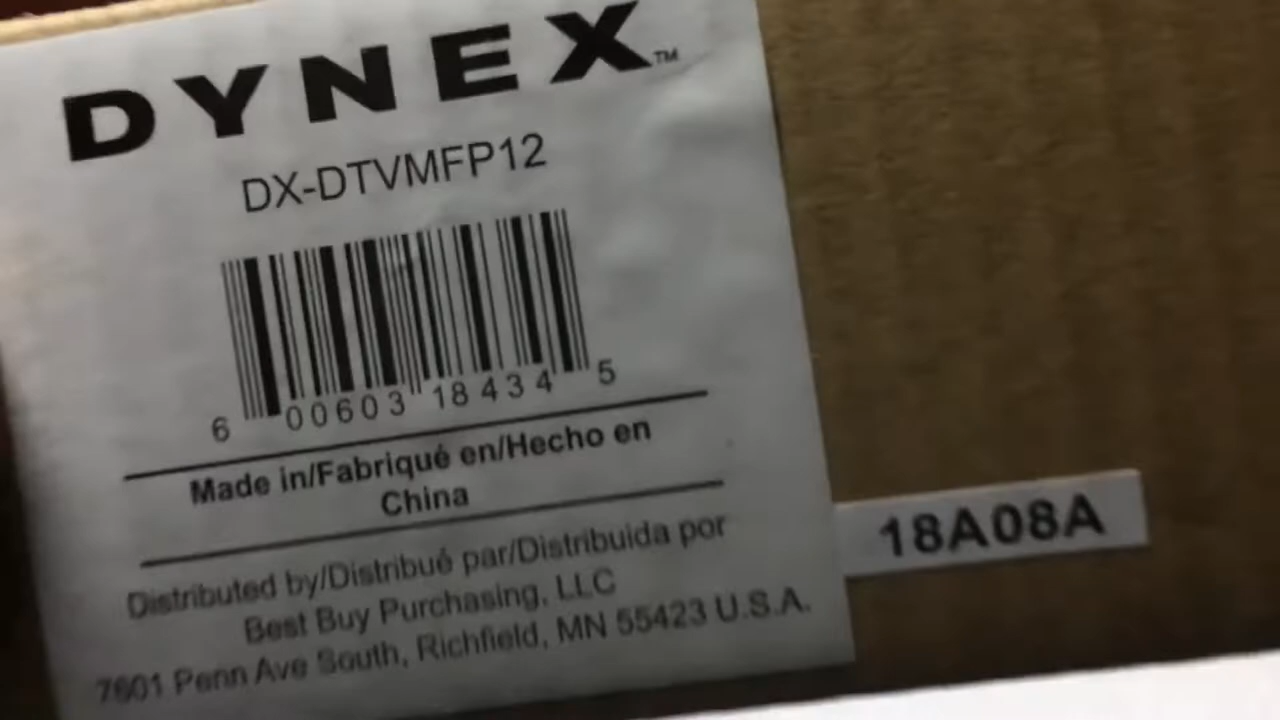 DYNEX™
DX-DTVMFP12
6 00603 18434 5
Made in/Fabriqué en/Hecho en
China
18A08A
Distributed by/Distribué par/Distribuida por
Best Buy Purchasing, LLC
7601 Penn Ave South, Richfield, MN 55423 U.S.A.